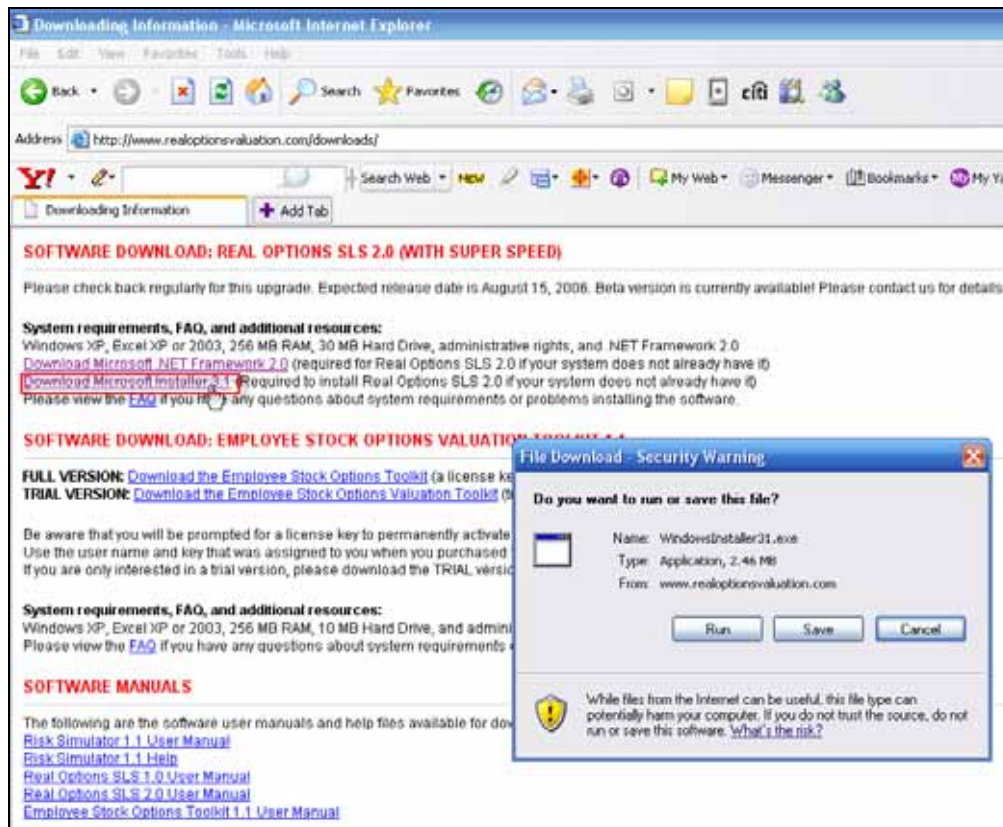 Downloading Information - Microsoft Internet Explorer
File Edit View Favorites Tools Help
Back Search Favorites citi
Address http://www.realoptionsvaluation.com/downloads/
Y! Search Web NEW My Web Messenger Bookmarks My Ya
Downloading Information Add Tab
SOFTWARE DOWNLOAD: REAL OPTIONS SLS 2.0 (WITH SUPER SPEED)
Please check back regularly for this upgrade. Expected release date is August 15, 2006. Beta version is currently available! Please contact us for details
System requirements, FAQ, and additional resources:
Windows XP, Excel XP or 2003, 256 MB RAM, 30 MB Hard Drive, administrative rights, and .NET Framework 2.0
Download Microsoft .NET Framework 2.0 (required for Real Options SLS 2.0 if your system does not already have it)
Download Microsoft Installer 3.1 (Required to install Real Options SLS 2.0 if your system does not already have it)
Please view the FAQ if you any questions about system requirements or problems installing the software.
SOFTWARE DOWNLOAD: EMPLOYEE STOCK OPTIONS VALUATION TOOLKIT 1.1
FULL VERSION: Download the Employee Stock Options Toolkit (a license ke
TRIAL VERSION: Download the Employee Stock Options Valuation Toolkit (t
Be aware that you will be prompted for a license key to permanently activate
Use the user name and key that was assigned to you when you purchased
If you are only interested in a trial version, please download the TRIAL versio
System requirements, FAQ, and additional resources:
Windows XP, Excel XP or 2003, 256 MB RAM, 10 MB Hard Drive, and admini
Please view the FAQ if you have any questions about system requirements
SOFTWARE MANUALS
The following are the software user manuals and help files available for dow
Risk Simulator 1.1 User Manual
Risk Simulator 1.1 Help
Real Options SLS 1.0 User Manual
Real Options SLS 2.0 User Manual
Employee Stock Options Toolkit 1.1 User Manual
File Download - Security Warning
Do you want to run or save this file?
Name: WindowsInstaller31.exe
Type: Application, 2.46 MB
From: www.realoptionsvaluation.com
Run Save Cancel
While files from the Internet can be useful, this file type can
potentially harm your computer. If you do not trust the source, do not
run or save this software. What's the risk?